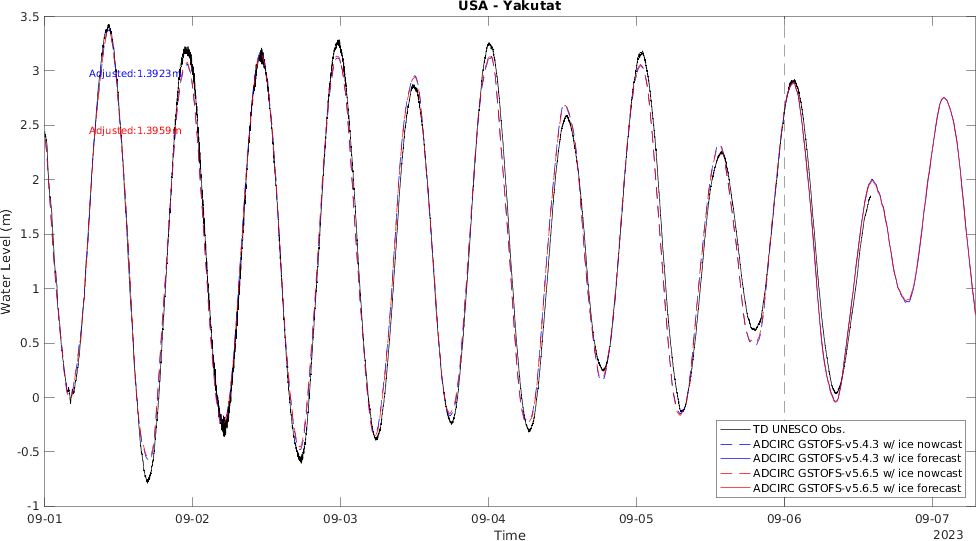 USA - Yakutat
3.5
3
2.5
2
1.5
1
0.5
0
-0.5
-1
Water Level (m)
Adjusted:1.3923m
Adjusted:1.3959m
TD UNESCO Obs.
ADCIRC GSTOFS-v5.4.3 w/ ice nowcast
ADCIRC GSTOFS-v5.4.3 w/ ice forecast
ADCIRC GSTOFS-v5.6.5 w/ ice nowcast
ADCIRC GSTOFS-v5.6.5 w/ ice forecast
09-01 09-02 09-03 09-04 09-05 09-06 09-07
Time
2023